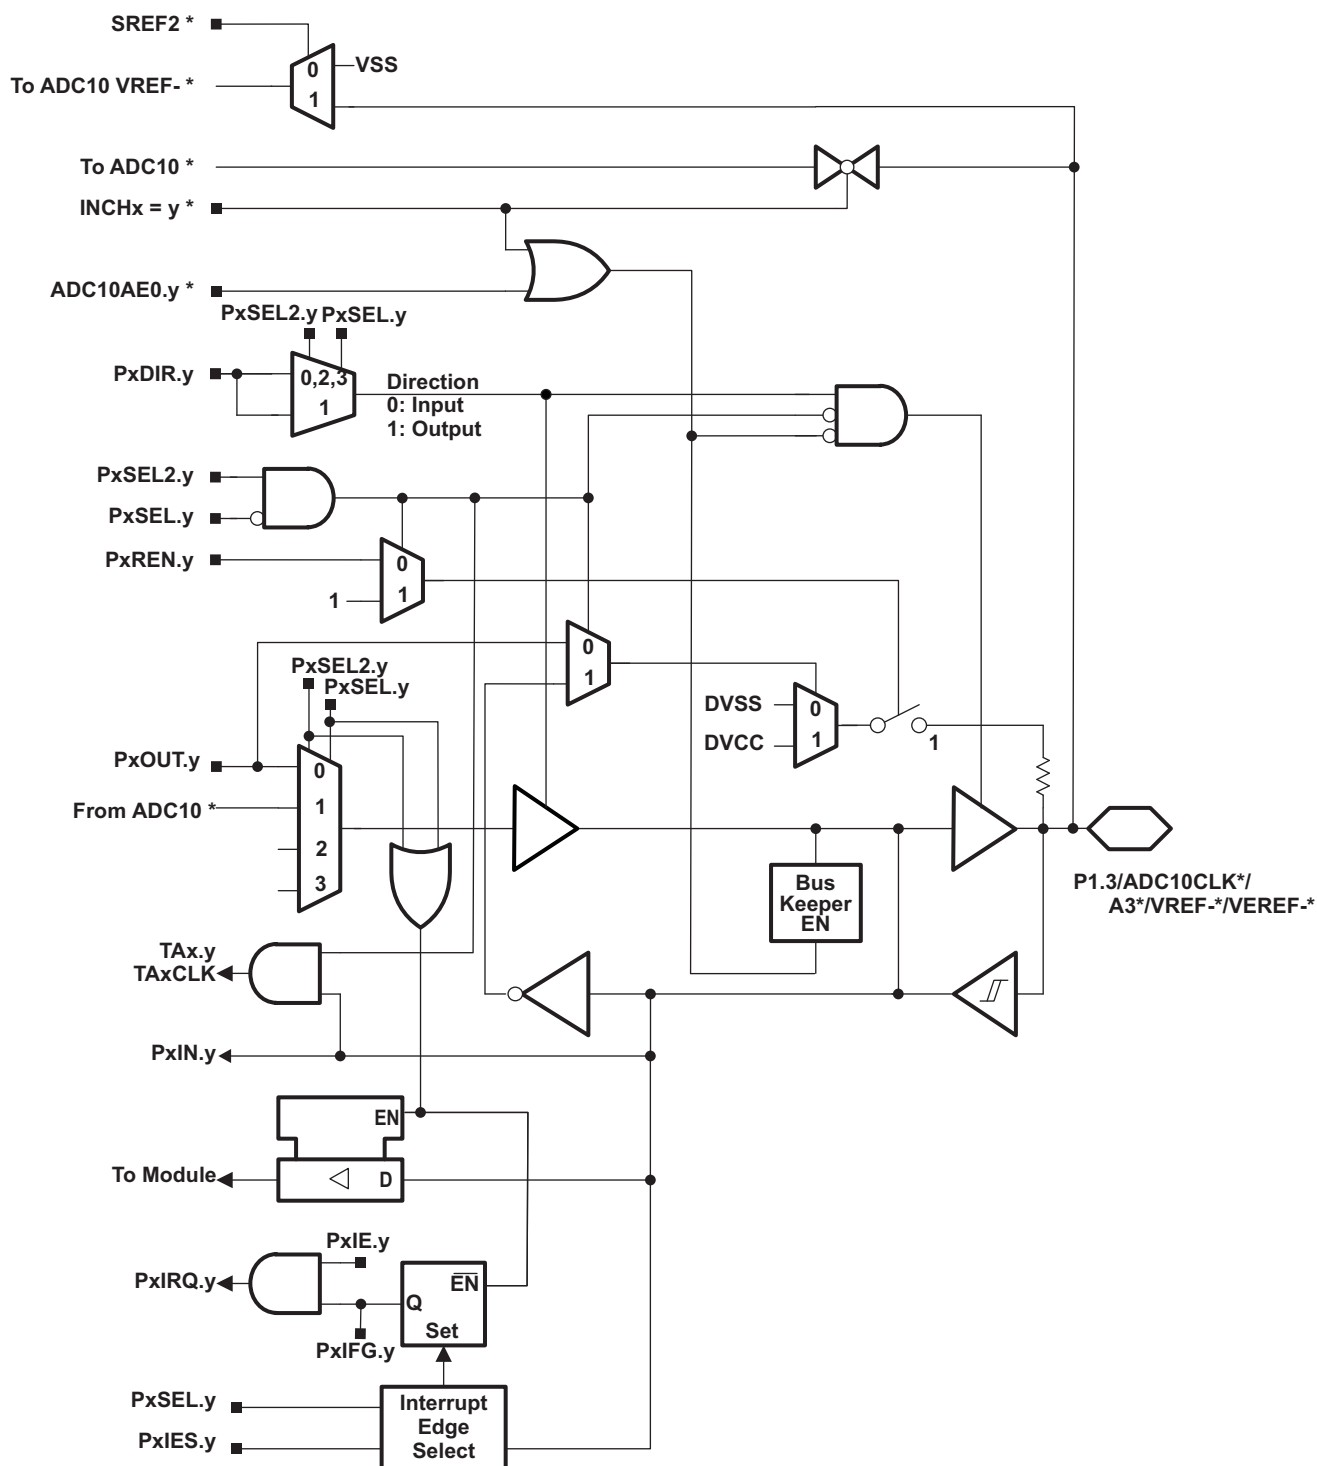 SREF2 *
VSS
0
To ADC10 VREF- *
1
To ADC10 *
INCHx = y *
ADC10AE0.y *
PxSEL2.y PxSEL.y
PxDIR.y
0,2,3
1
Direction
0: Input
1: Output
PxSEL2.y
PxSEL.y
PxREN.y
0
1
1
0
1
PxSEL2.y
PxSEL.y
DVSS
0
DVCC
1
1
PxOUT.y
0
From ADC10 *
1
2
3
Bus
Keeper
EN
P1.3/ADC10CLK*/
A3*/VREF-*/VEREF-*
TAx.y
TAxCLK
PxIN.y
EN
To Module
D
PxIE.y
PxIRQ.y
EN
Q
Set
PxIFG.y
PxSEL.y
PxIES.y
Interrupt
Edge
Select